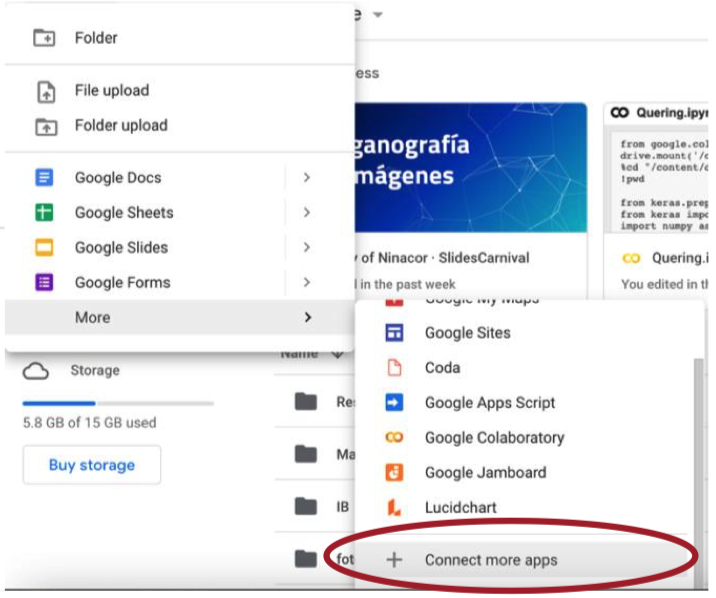 Folder
File upload
Folder upload
Google Docs
Google Sheets
Google Slides
Google Forms
More
Storage
5.8 GB of 15 GB used
Buy storage
e
ess
ganografía
mágenes
y of Ninacor · SlidesCarnival
l in the past week
CO Quering.ipyn
from google.col
drive.mount('/c
%cd "/content/c
!pwd
from keras.prep
from keras impo
import numpy as
Quering.i
You edited in th
Name
Re
Ma
IB
fot
Google My Maps
Google Sites
Coda
Google Apps Script
Google Colaboratory
Google Jamboard
Lucidchart
Connect more apps